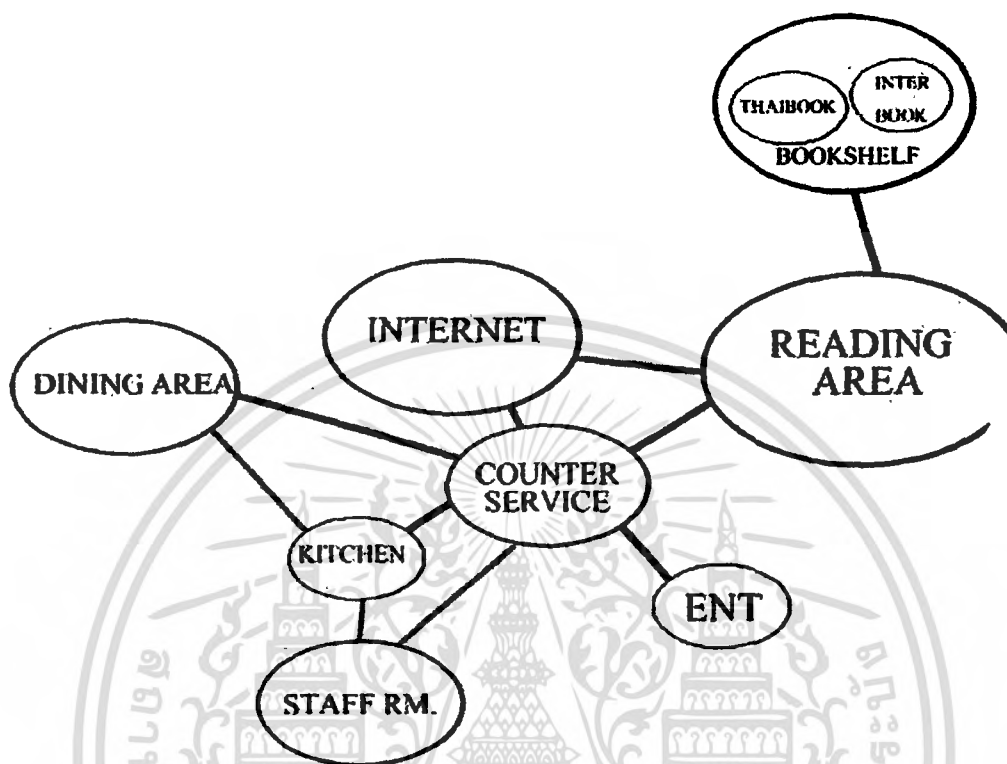 THAIBOOK
INTER
BOOK
BOOKSHELF
INTERNET
READING
AREA
DINING AREA
COUNTER
SERVICE
KITCHEN
ENT
STAFF RM.